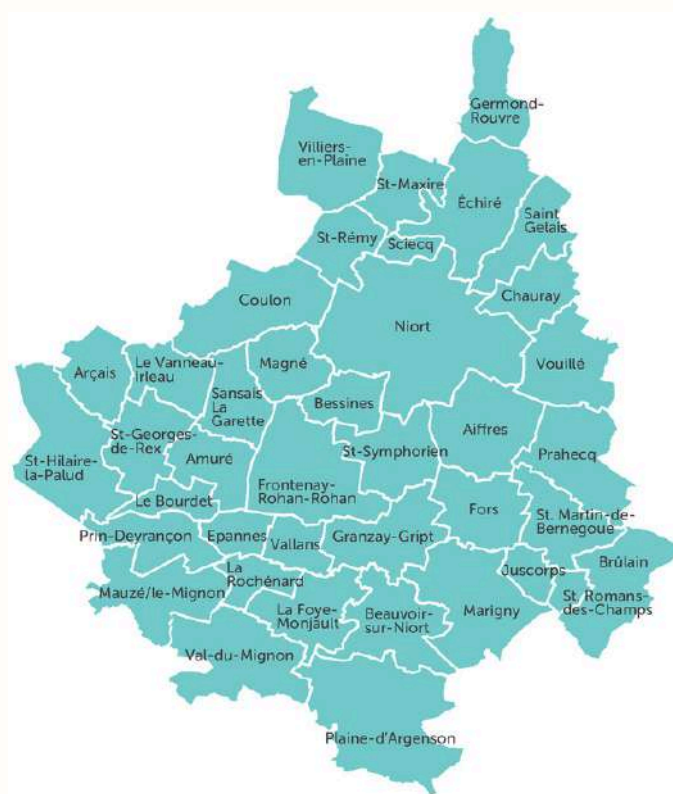 Germond-
Rouvre
Villiers-
en-Plaine
St-Maxire
Échiré
Saint
Gelais
St-Rémy
Sciecq
Chauray
Coulon
Niort
Vouillé
Arçais
Le Vanneau-
Irleau
Magné
Sansais
La
Garette
Bessines
Aiffres
St-Georges-
de-Rex
St-Symphorien
Prahecq
St-Hilaire-
la-Palud
Amuré
Frontenay-
Rohan-Rohan
Le Bourdet
Fors
St. Martin-de-
Bernegoue
Prin-Deyrançon
Epannes
Vallans
Granzay-Gript
Brûlain
La
Rochénard
Juscorps
Mauzé/le-Mignon
St. Romans-
des-Champs
La Foye-
Monjault
Beauvoir-
sur-Niort
Marigny
Val-du-Mignon
Plaine-d'Argenson